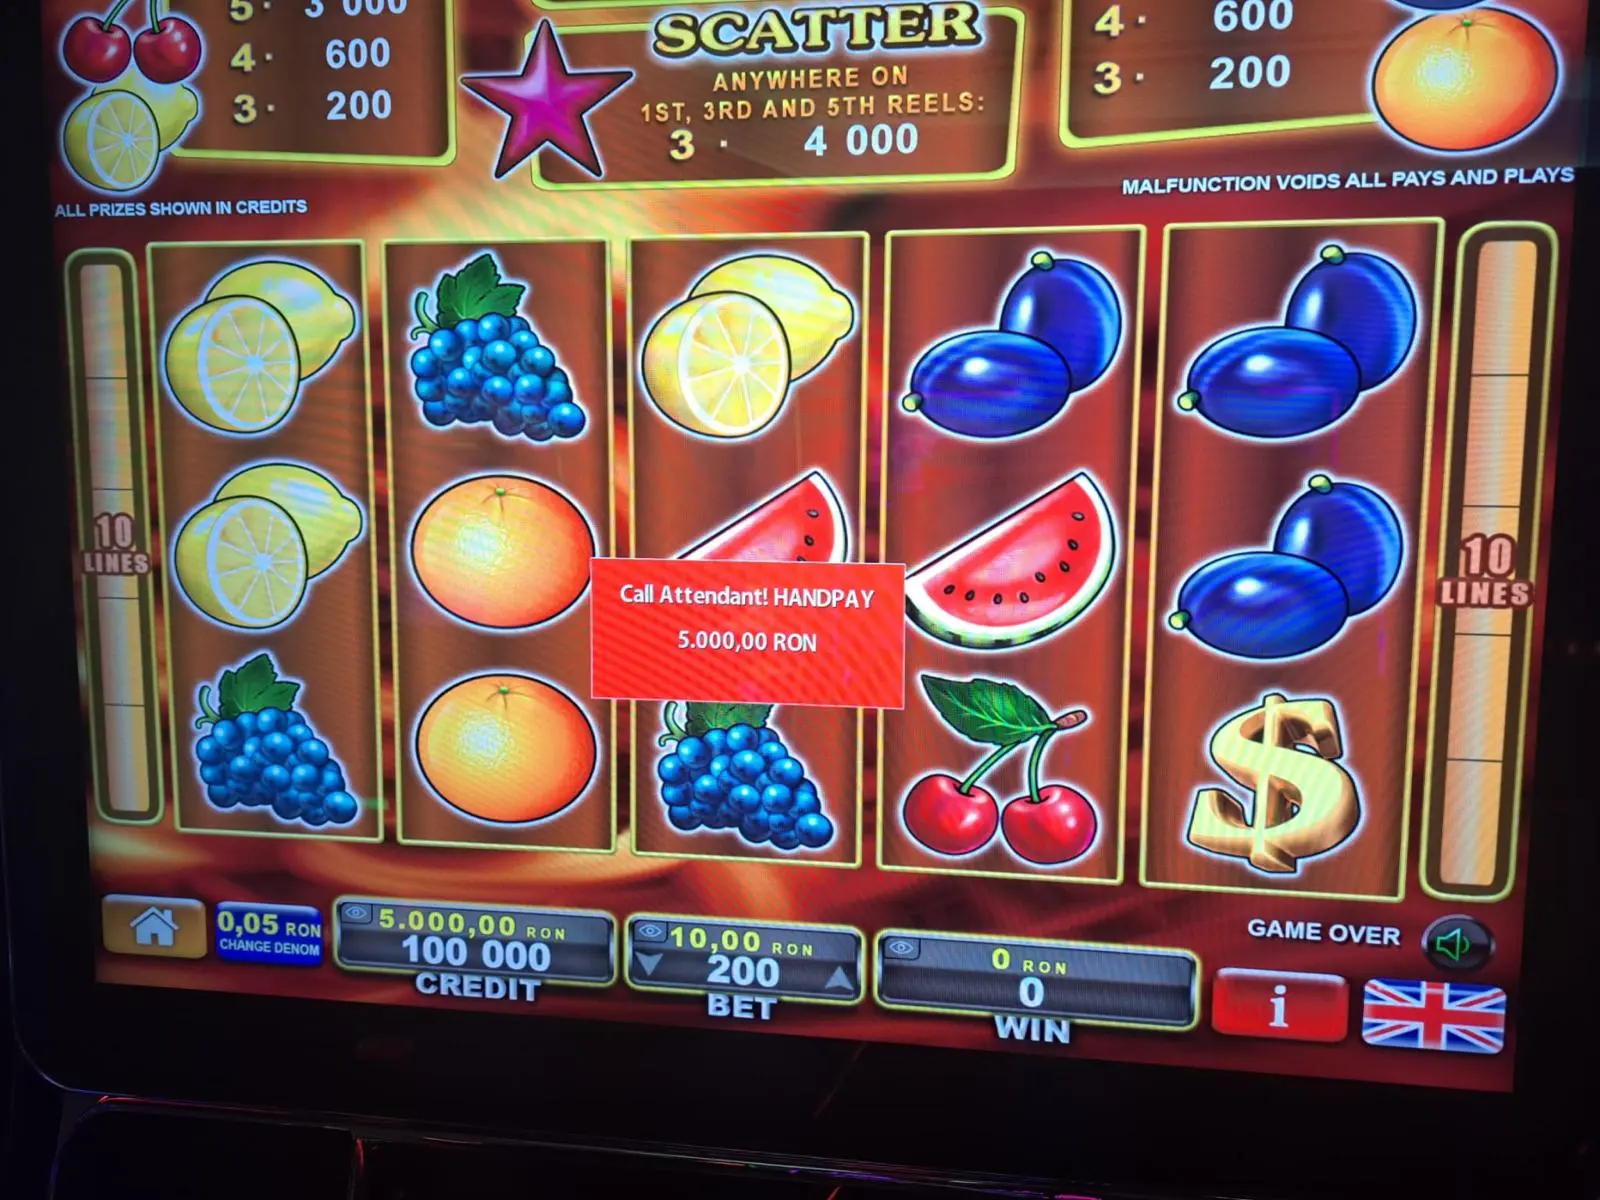 5· 3 000
4· 600
3· 200
SCATTER
ANYWHERE ON
1ST, 3RD AND 5TH REELS:
3 · 4 000
4· 600
3· 200
ALL PRIZES SHOWN IN CREDITS
MALFUNCTION VOIDS ALL PAYS AND PLAYS
10
LINES
10
LINES
Call Attendant! HANDPAY
5.000,00 RON
$
GAME OVER
0,05 RON
CHANGE DENOM
5.000,00 RON
100 000
CREDIT
10,00 RON
200
BET
0 RON
0
WIN
i